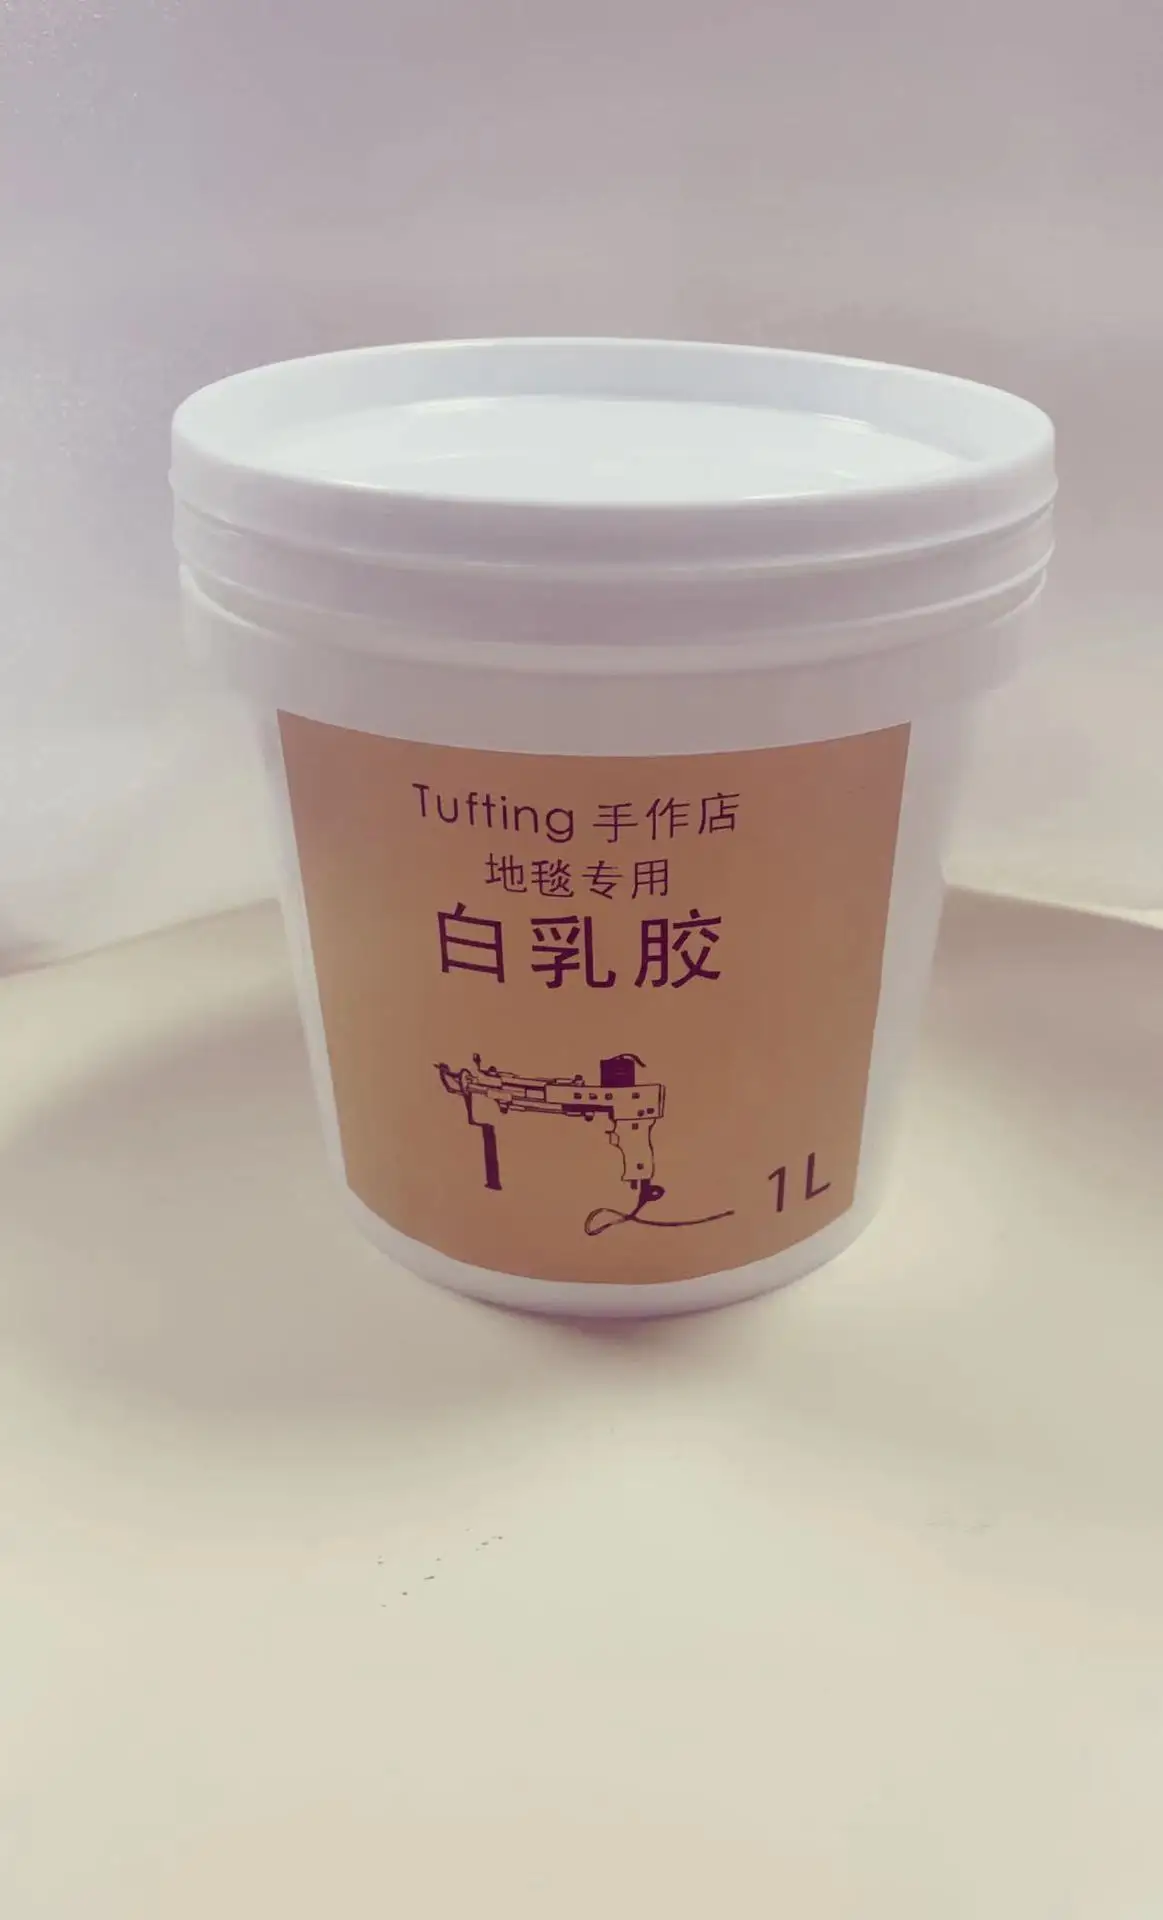 Tufting 手作店
地毯专用
白乳胶
1L